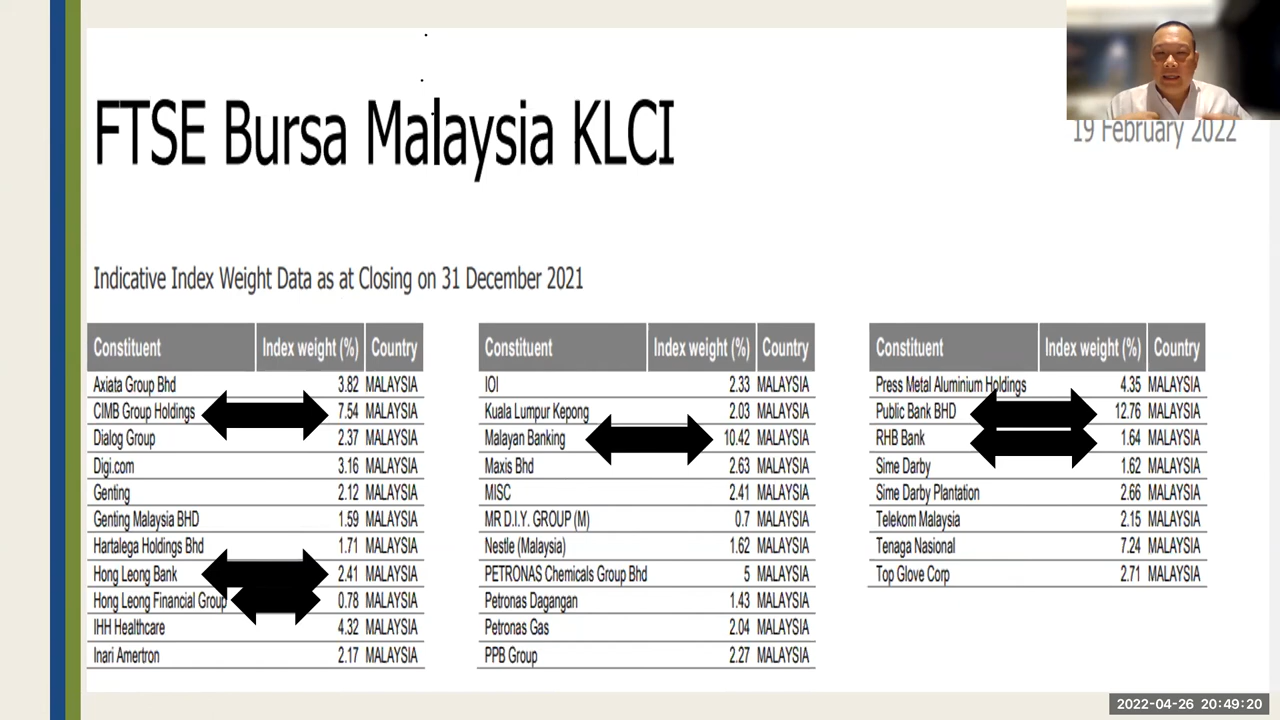 FTSE Bursa Malaysia KLCI
19 February 2022
Indicative Index Weight Data as at Closing on 31 December 2021
Constituent Index weight (%) Country
Axiata Group Bhd 3.82 MALAYSIA
CIMB Group Holdings 7.54 MALAYSIA
Dialog Group 2.37 MALAYSIA
Digi.com 3.16 MALAYSIA
Genting 2.12 MALAYSIA
Genting Malaysia BHD 1.59 MALAYSIA
Hartalega Holdings Bhd 1.71 MALAYSIA
Hong Leong Bank 2.41 MALAYSIA
Hong Leong Financial Group 0.78 MALAYSIA
IHH Healthcare 4.32 MALAYSIA
Inari Amertron 2.17 MALAYSIA
Constituent Index weight (%) Country
IOI 2.33 MALAYSIA
Kuala Lumpur Kepong 2.03 MALAYSIA
Malayan Banking 10.42 MALAYSIA
Maxis Bhd 2.63 MALAYSIA
MISC 2.41 MALAYSIA
MR D.I.Y. GROUP (M) 0.7 MALAYSIA
Nestle (Malaysia) 1.62 MALAYSIA
PETRONAS Chemicals Group Bhd 5 MALAYSIA
Petronas Dagangan 1.43 MALAYSIA
Petronas Gas 2.04 MALAYSIA
PPB Group 2.27 MALAYSIA
Constituent Index weight (%) Country
Press Metal Aluminium Holdings 4.35 MALAYSIA
Public Bank BHD 12.76 MALAYSIA
RHB Bank 1.64 MALAYSIA
Sime Darby 1.62 MALAYSIA
Sime Darby Plantation 2.66 MALAYSIA
Telekom Malaysia 2.15 MALAYSIA
Tenaga Nasional 7.24 MALAYSIA
Top Glove Corp 2.71 MALAYSIA
2022-04-26 20:49:20